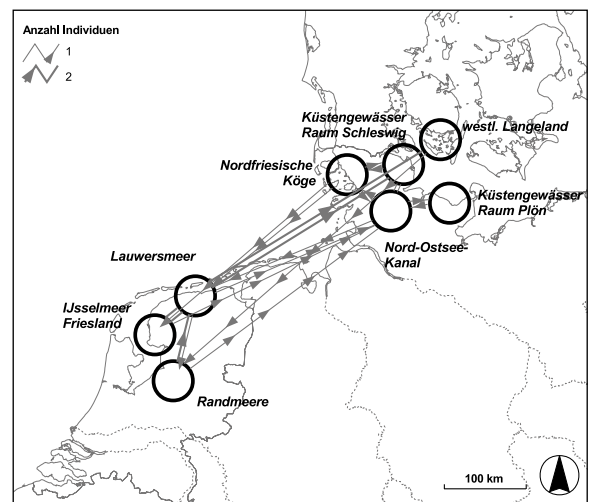 Anzahl Individuen
1
2
Küstengewässer
Raum Schleswig
westl. Langeland
Nordfriesische
Köge
Küstengewässer
Raum Plön
Nord-Ostsee-
Kanal
Lauwersmeer
IJsselmeer
Friesland
Randmeere
100 km